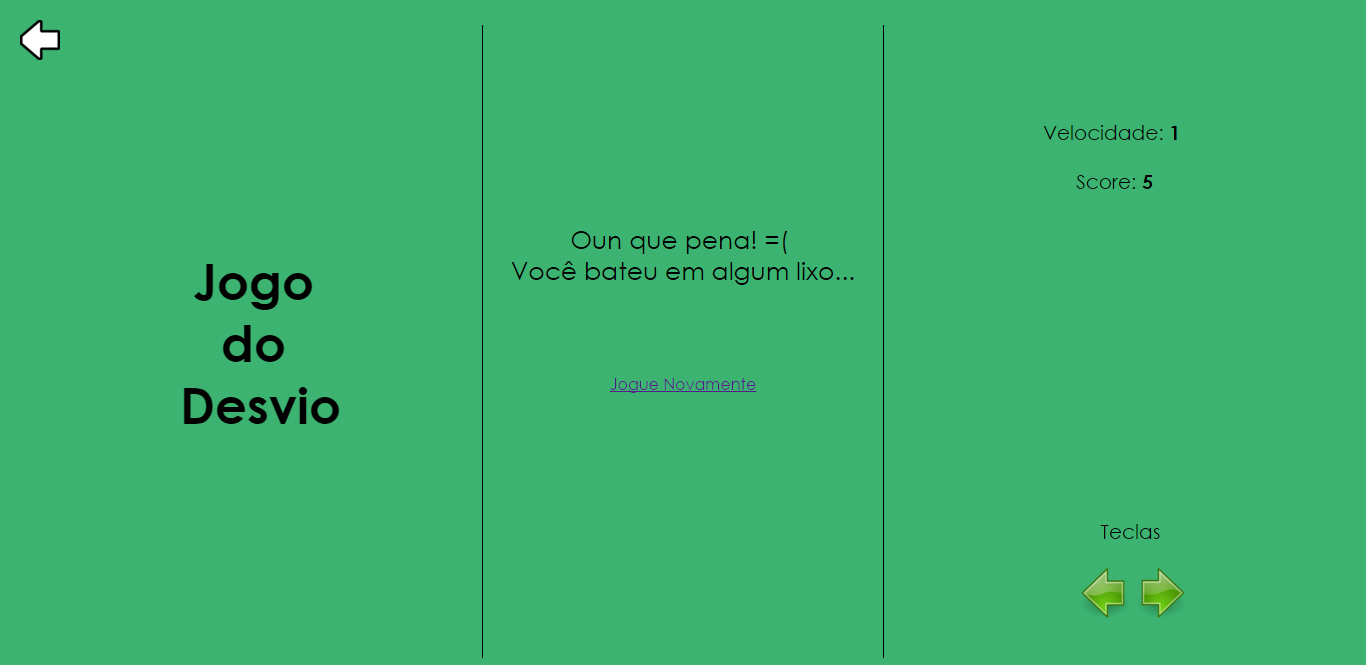 Jogo
do
Desvio
Oun que pena! =(
Você bateu em algum lixo...
Jogue Novamente
Velocidade: 1
Score: 5
Teclas